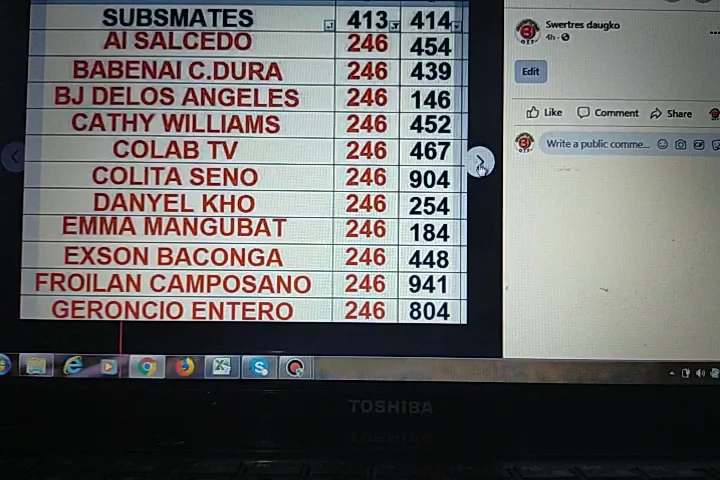 SUBSMATES 413 414
AI SALCEDO 246 454
BABENAI C.DURA 246 439
BJ DELOS ANGELES 246 146
CATHY WILLIAMS 246 452
COLAB TV 246 467
COLITA SENO 246 904
DANYEL KHO 246 254
EMMA MANGUBAT 246 184
EXSON BACONGA 246 448
FROILAN CAMPOSANO 246 941
GERONCIO ENTERO 246 804
Swertres daugko
4h
Edit
Like Comment Share
Write a public comme...
TOSHIBA